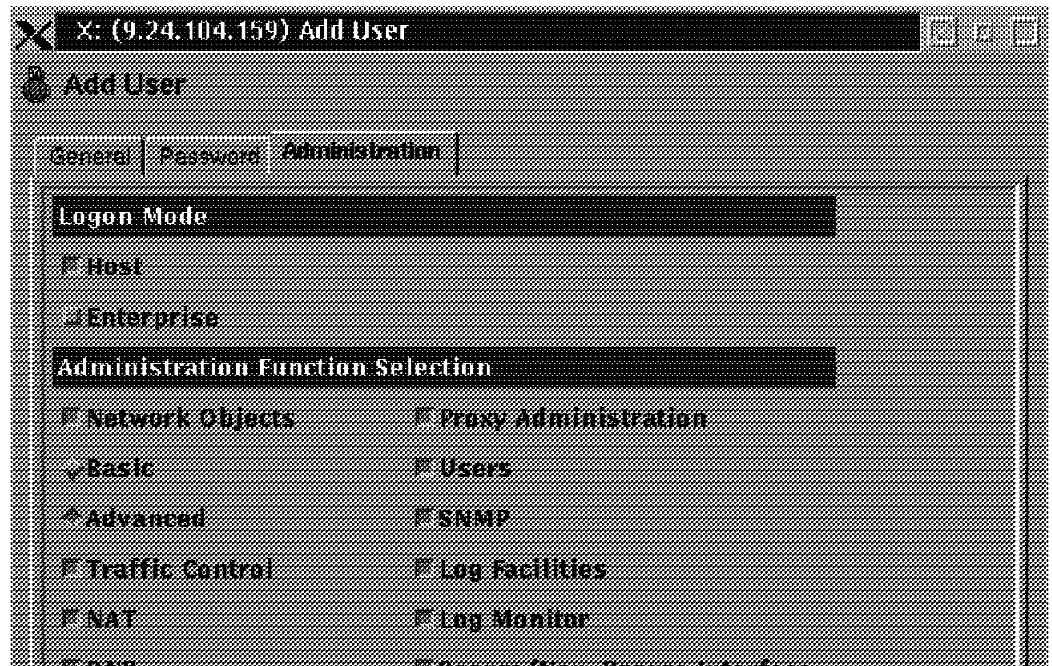 X: (9.24.104.159) Add User
Add User
General Password Administration
Logon Mode
Host
Enterprise
Administration Function Selection
Network Objects Proxy Administration
Basic Users
Advanced SNMP
Traffic Control Log Facilities
NAT Log Monitor